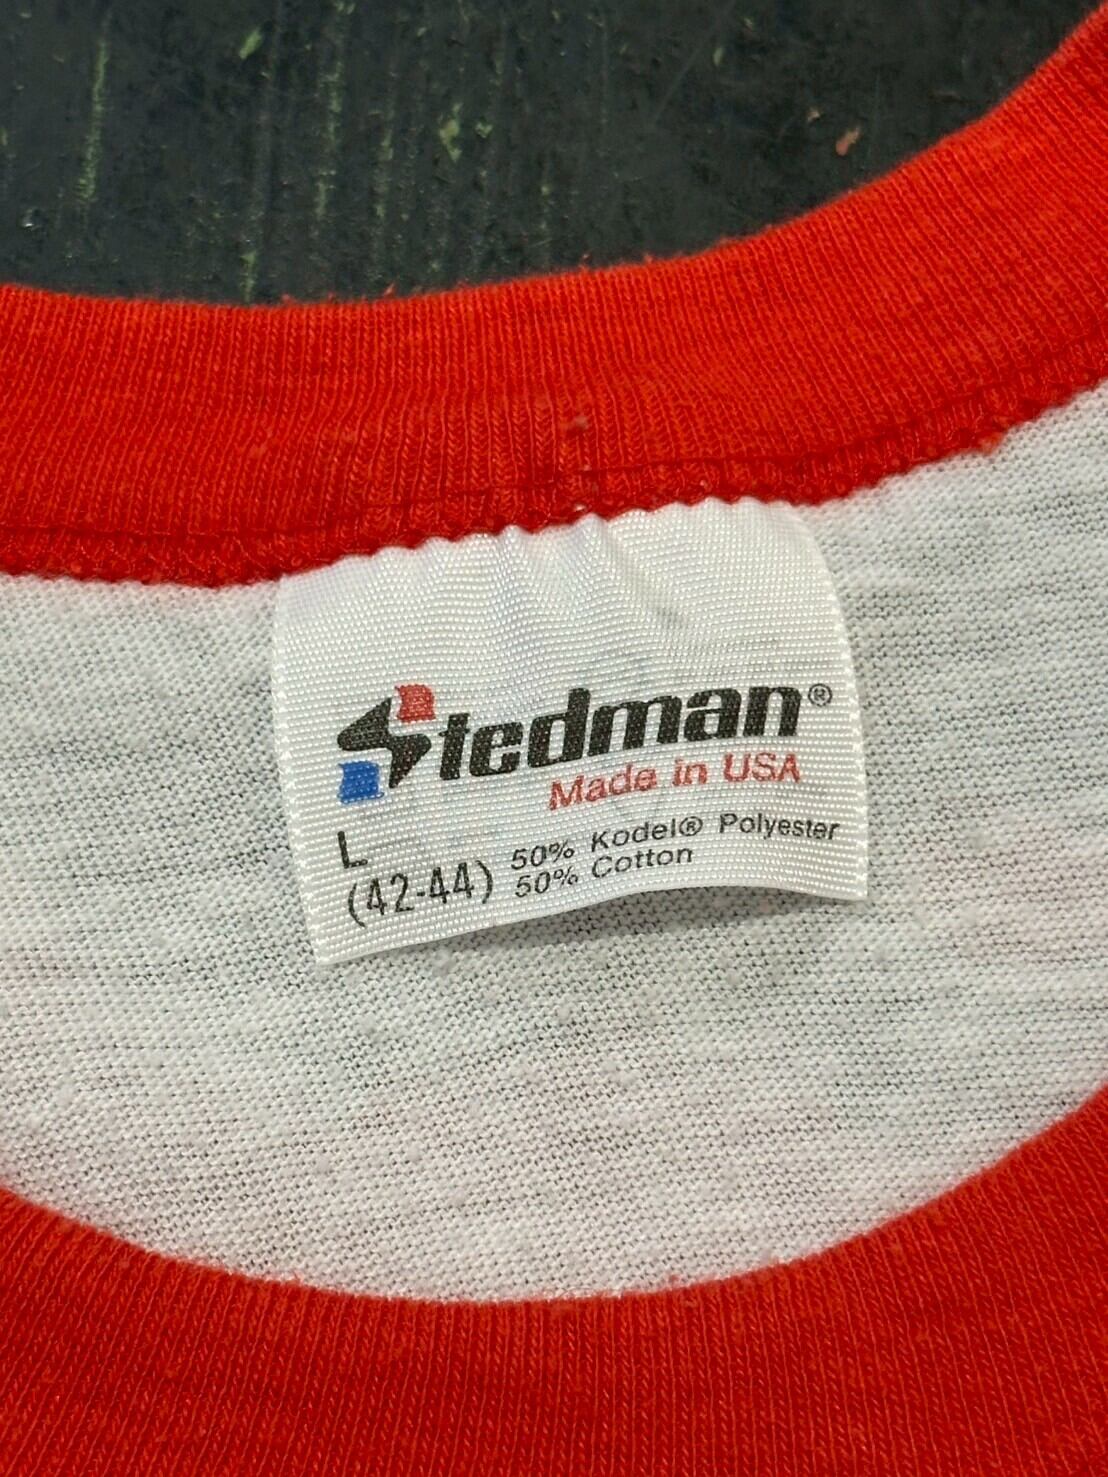 Stedman®
Made in USA
L
(42-44)
50% Kodel® Polyester
50% Cotton